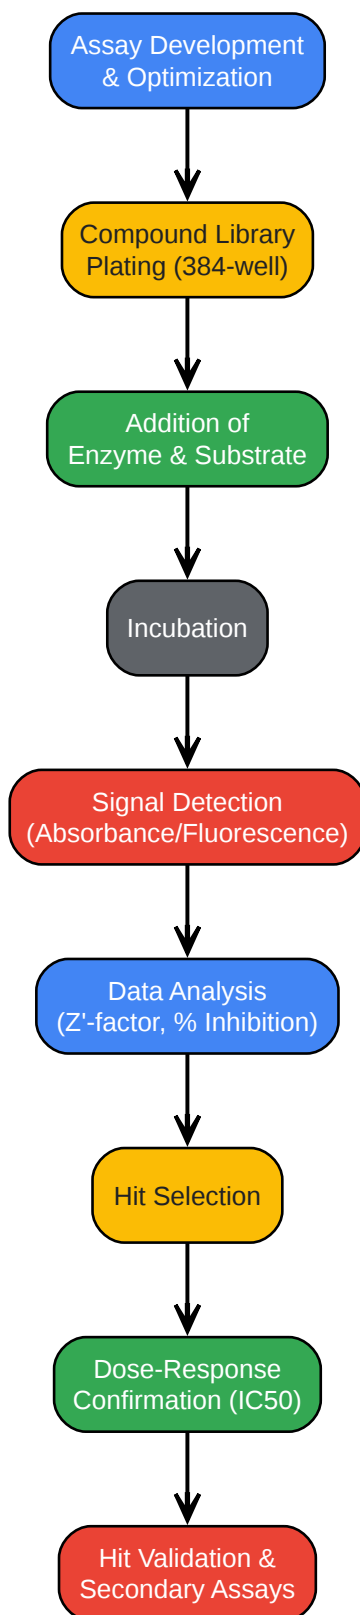 Assay Development
& Optimization
Compound Library
Plating (384-well)
Addition of
Enzyme & Substrate
Incubation
Signal Detection
(Absorbance/Fluorescence)
Data Analysis
(Z'-factor, % Inhibition)
Hit Selection
Dose-Response
Confirmation (IC50)
Hit Validation &
Secondary Assays